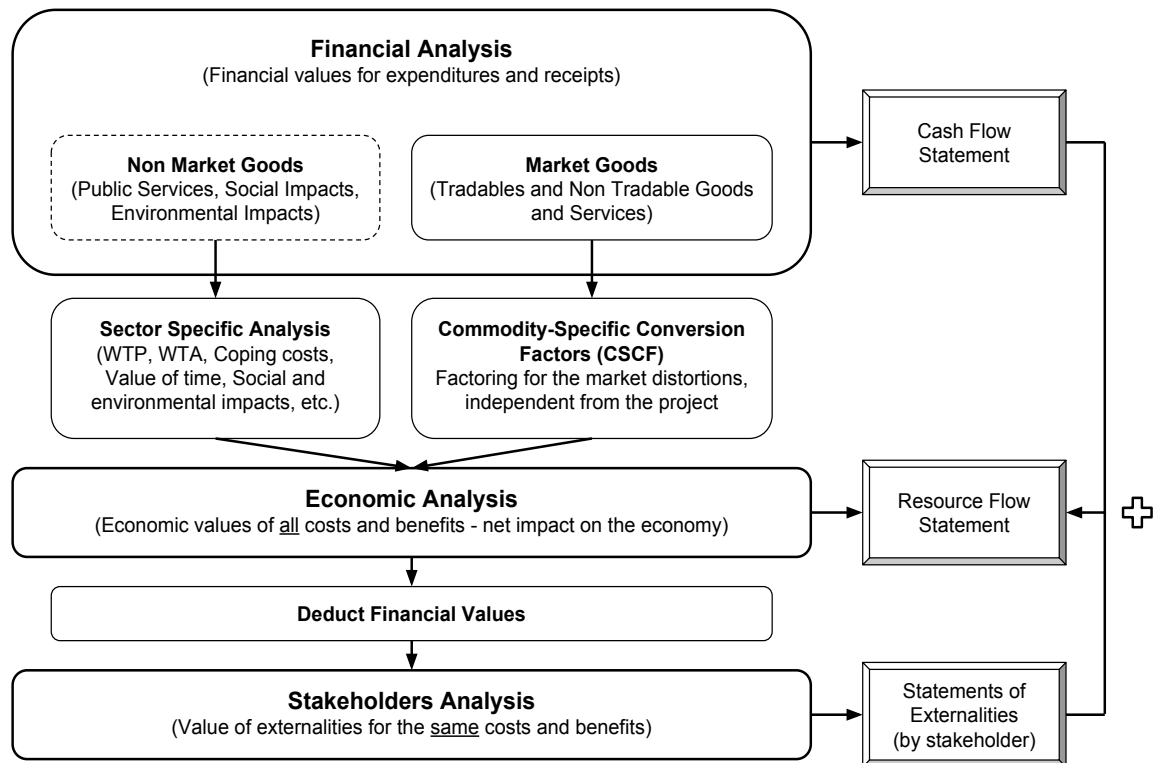 Financial Analysis
(Financial values for expenditures and receipts)
Cash Flow
Statement
Non Market Goods
(Public Services, Social Impacts,
Environmental Impacts)
Market Goods
(Tradables and Non Tradable Goods
and Services)
Sector Specific Analysis
(WTP, WTA, Coping costs,
Value of time, Social and
environmental impacts, etc.)
Commodity-Specific Conversion
Factors (CSCF)
Factoring for the market distortions,
independent from the project
Economic Analysis
(Economic values of all costs and benefits - net impact on the economy)
Resource Flow
Statement
Deduct Financial Values
Stakeholders Analysis
(Value of externalities for the same costs and benefits)
Statements of
Externalities
(by stakeholder)